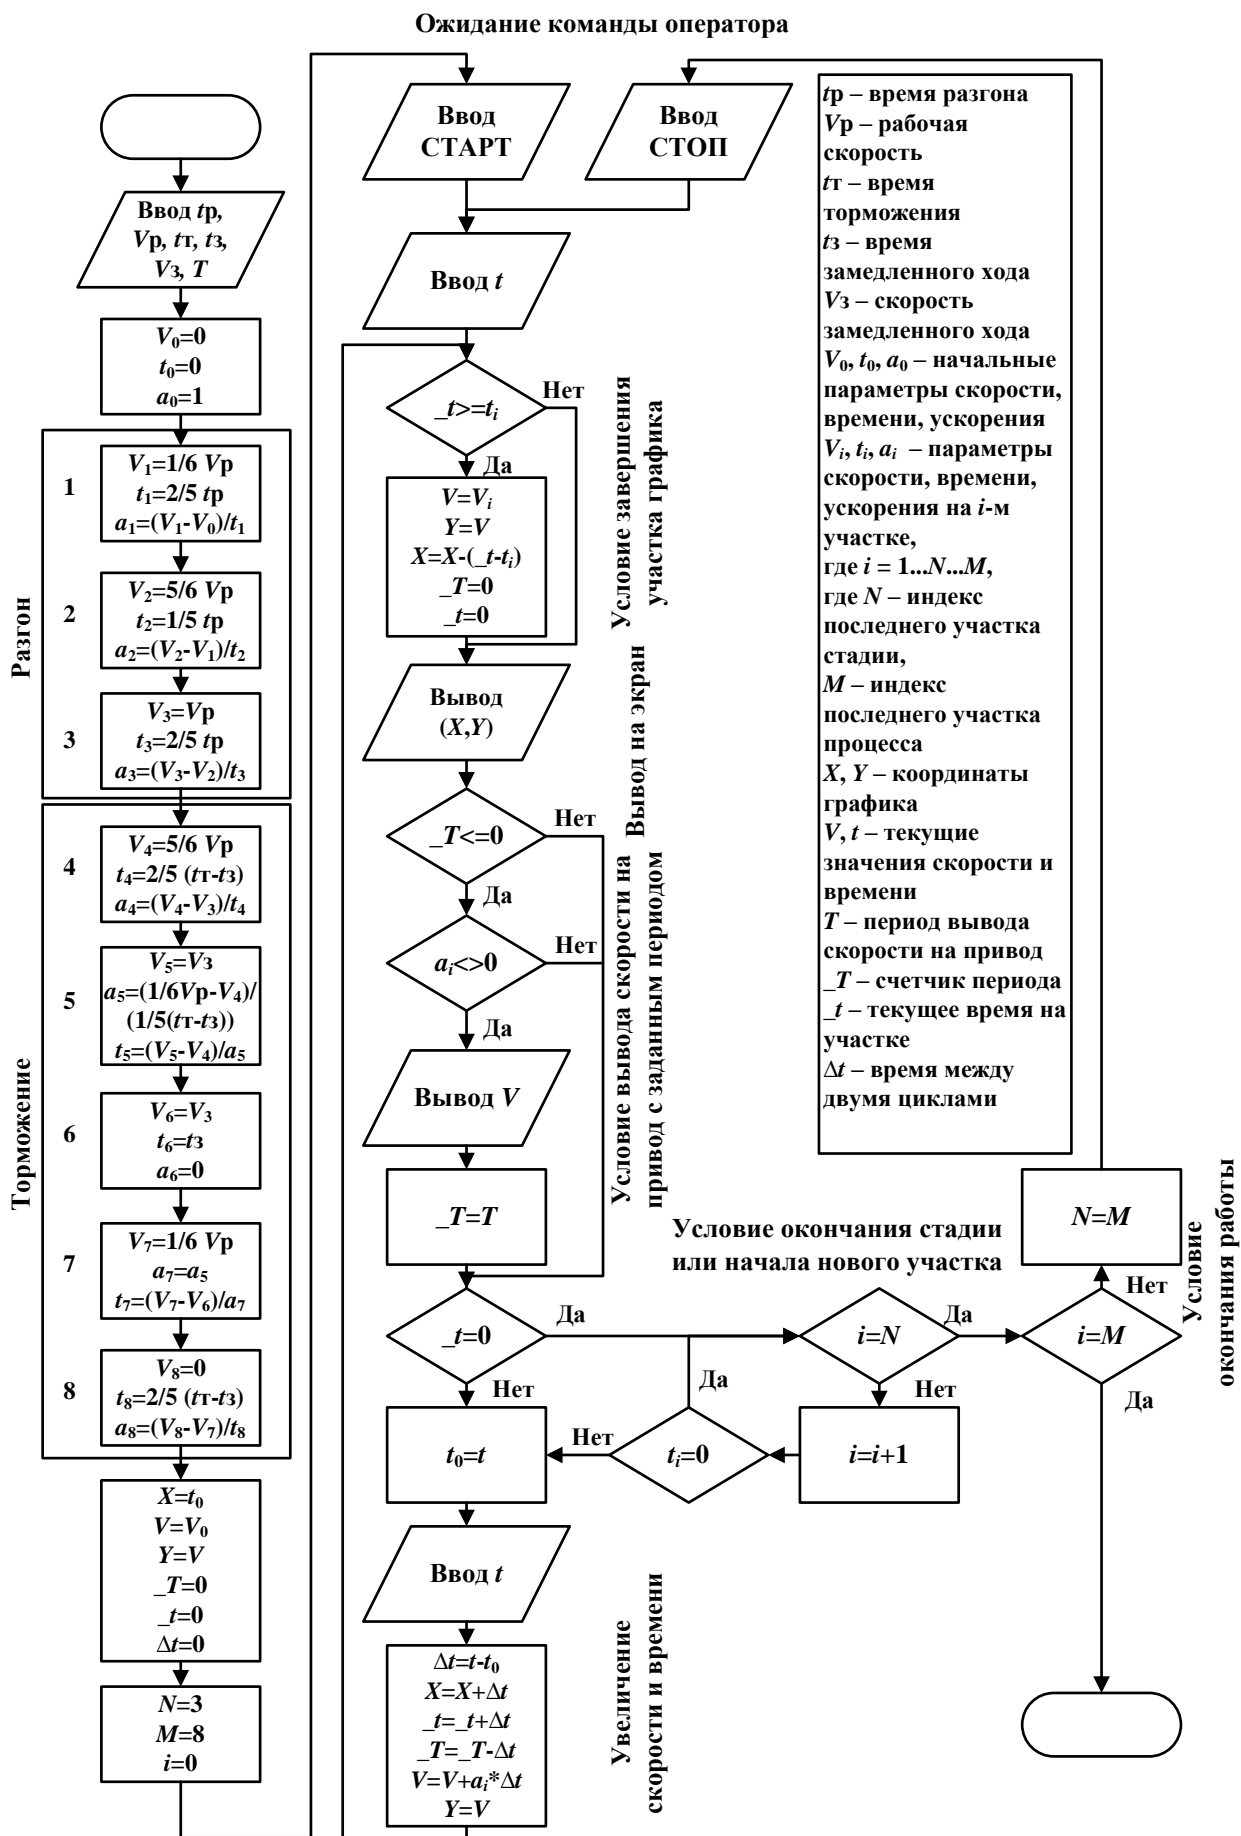 Ожидание команды оператора
Ввод tр,
Vр, tт, tз,
Vз, T
V₀=0
t₀=0
a₀=1
Разгон
1
V₁=1/6 Vр
t₁=2/5 tр
a₁=(V₁-V₀)/t₁
2
V₂=5/6 Vр
t₂=1/5 tр
a₂=(V₂-V₁)/t₂
3
V₃=Vр
t₃=2/5 tр
a₃=(V₃-V₂)/t₃
Торможение
4
V₄=5/6 Vр
t₄=2/5 (tт-tз)
a₄=(V₄-V₃)/t₄
5
V₅=Vз
a₅=(1/6Vр-V₄)/
(1/5(tт-tз))
t₅=(V₅-V₄)/a₅
6
V₆=V₃
t₆=tз
a₆=0
7
V₇=1/6 Vр
a₇=a₅
t₇=(V₇-V₆)/a₇
8
V₈=0
t₈=2/5 (tт-tз)
a₈=(V₈-V₇)/t₈
X=t₀
V=V₀
Y=V
_T=0
_t=0
Δt=0
N=3
M=8
i=0
Ввод
СТАРТ
Ввод
СТОП
Ввод t
_t>=tᵢ
Нет
Да
V=Vᵢ
Y=V
X=X-(_t-tᵢ)
_T=0
_t=0
Условие завершения
участка графика
Вывод
(X,Y)
Вывод на экран
_T<=0
Нет
Да
aᵢ<>0
Нет
Да
Вывод V
_T=T
Условие вывода скорости на
привод с заданным периодом
_t=0
Да
Нет
Условие окончания стадии
или начала нового участка
i=N
Да
Нет
i=i+1
tᵢ=0
Да
Нет
t₀=t
i=M
Нет
Да
N=M
Условие
окончания работы
Ввод t
Δt=t-t₀
X=X+Δt
_t=_t+Δt
_T=_T-Δt
V=V+aᵢ*Δt
Y=V
Увеличение
скорости и времени
tр – время разгона
Vр – рабочая
скорость
tт – время
торможения
tз – время
замедленного хода
Vз – скорость
замедленного хода
V₀, t₀, a₀ – начальные
параметры скорости,
времени, ускорения
Vᵢ, tᵢ, aᵢ – параметры
скорости, времени,
ускорения на i-м
участке,
где i = 1...N...M,
где N – индекс
последнего участка
стадии,
M – индекс
последнего участка
процесса
X, Y – координаты
графика
V, t – текущие
значения скорости и
времени
T – период вывода
скорости на привод
_T – счетчик периода
_t – текущее время на
участке
Δt – время между
двумя циклами